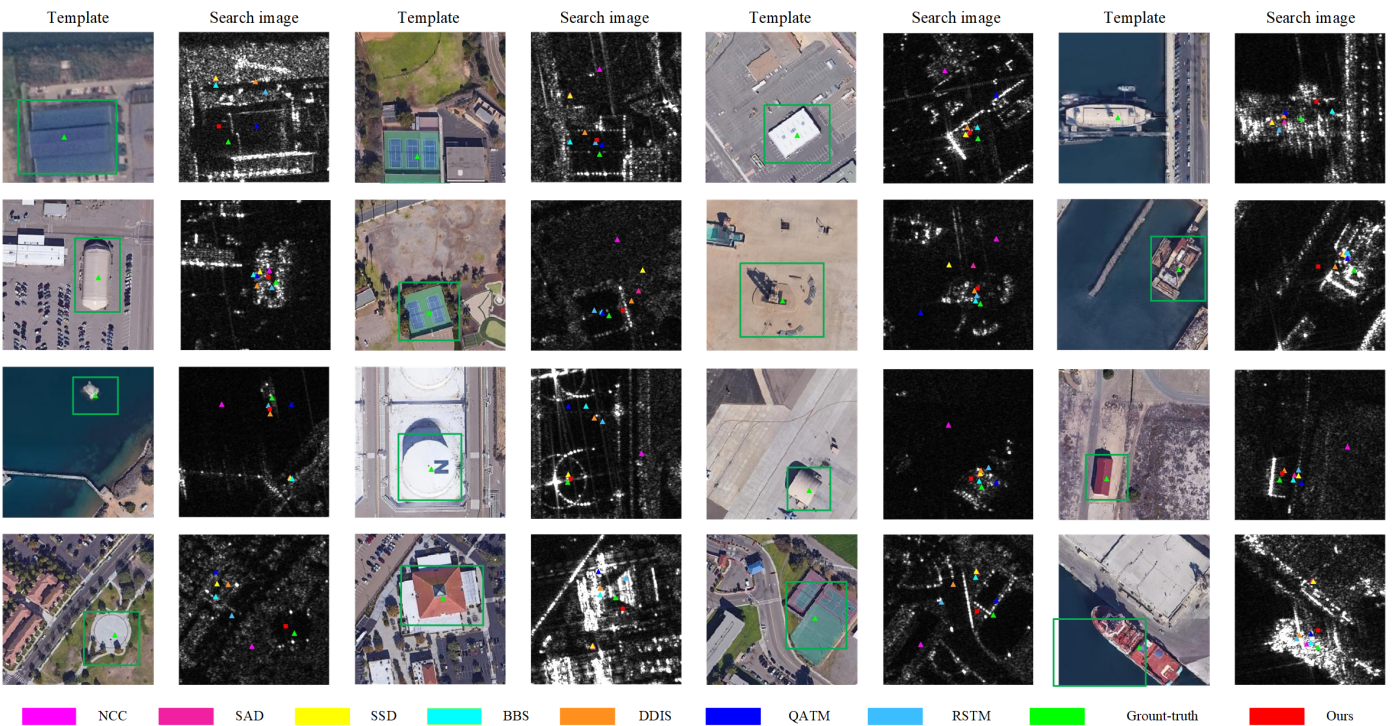 Template Search image Template Search image Template Search image Template Search image
N
NCC SAD SSD BBS DDIS QATM RSTM Grount-truth Ours